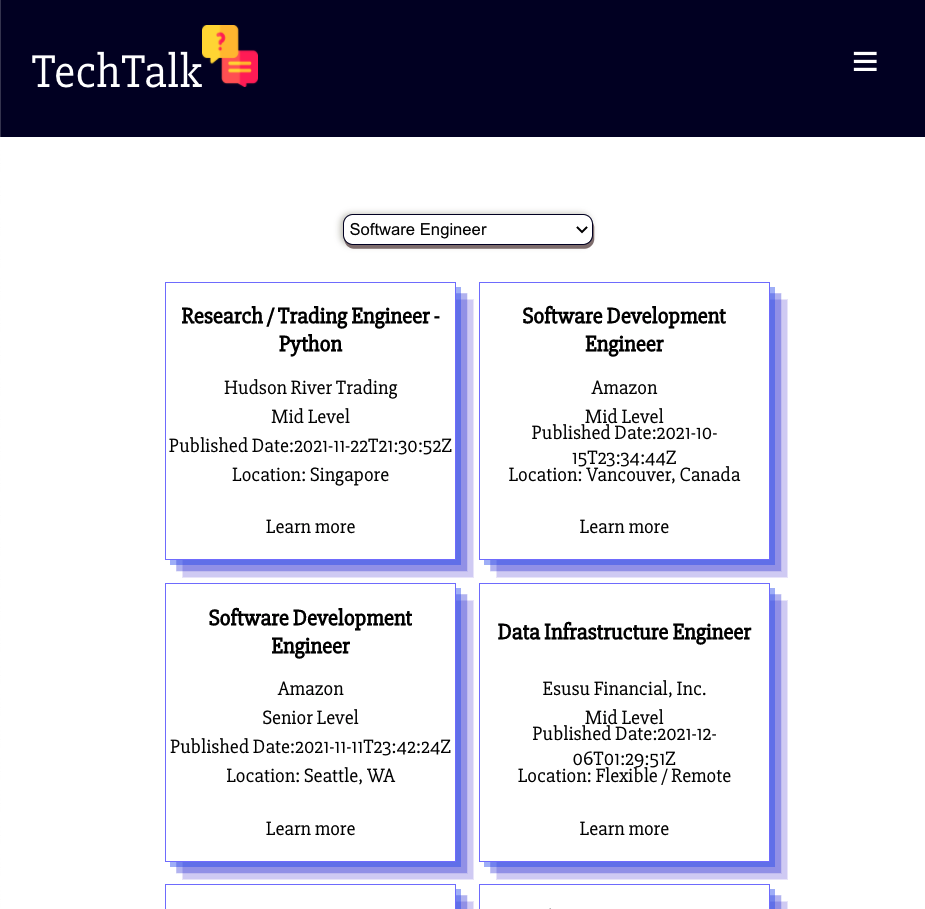 TechTalk
?
Software Engineer
Research / Trading Engineer -
Python
Hudson River Trading
Mid Level
Published Date:2021-11-22T21:30:52Z
Location: Singapore
Learn more
Software Development
Engineer
Amazon
Mid Level
Published Date:2021-10-
15T23:34:44Z
Location: Vancouver, Canada
Learn more
Software Development
Engineer
Amazon
Senior Level
Published Date:2021-11-11T23:42:24Z
Location: Seattle, WA
Learn more
Data Infrastructure Engineer
Esusu Financial, Inc.
Mid Level
Published Date:2021-12-
06T01:29:51Z
Location: Flexible / Remote
Learn more